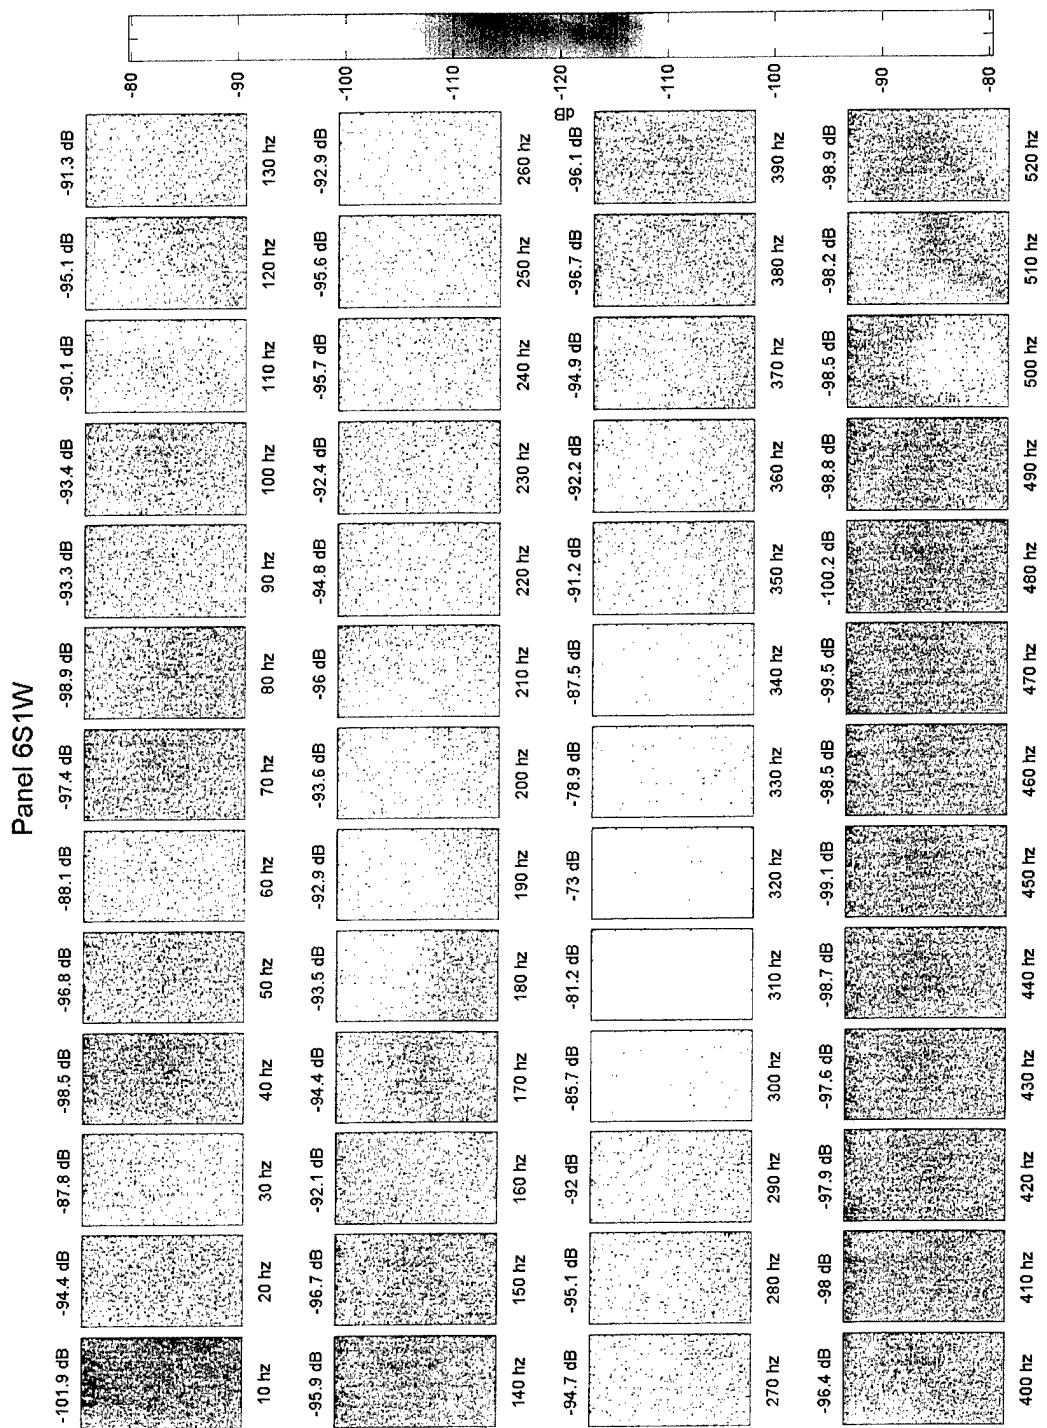 Panel 6S1W
-101.9 dB -94.4 dB -87.8 dB -98.5 dB -96.8 dB -88.1 dB -97.4 dB -98.9 dB -93.3 dB -93.4 dB -90.1 dB -95.1 dB -91.3 dB
10 hz 20 hz 30 hz 40 hz 50 hz 60 hz 70 hz 80 hz 90 hz 100 hz 110 hz 120 hz 130 hz
-95.9 dB -96.7 dB -92.1 dB -94.4 dB -93.5 dB -92.9 dB -93.6 dB -96 dB -94.8 dB -92.4 dB -95.7 dB -95.6 dB -92.9 dB
140 hz 150 hz 160 hz 170 hz 180 hz 190 hz 200 hz 210 hz 220 hz 230 hz 240 hz 250 hz 260 hz
-94.7 dB -95.1 dB -92 dB -85.7 dB -81.2 dB -73 dB -78.9 dB -87.5 dB -91.2 dB -92.2 dB -94.9 dB -96.7 dB -96.1 dB
270 hz 280 hz 290 hz 300 hz 310 hz 320 hz 330 hz 340 hz 350 hz 360 hz 370 hz 380 hz 390 hz
-96.4 dB -98 dB -97.9 dB -97.6 dB -98.7 dB -99.1 dB -98.5 dB -99.5 dB -100.2 dB -98.8 dB -98.5 dB -98.2 dB -98.9 dB
400 hz 410 hz 420 hz 430 hz 440 hz 450 hz 460 hz 470 hz 480 hz 490 hz 500 hz 510 hz 520 hz
-80
-90
-100
-110
-120
-110
-100
-90
-80
dB